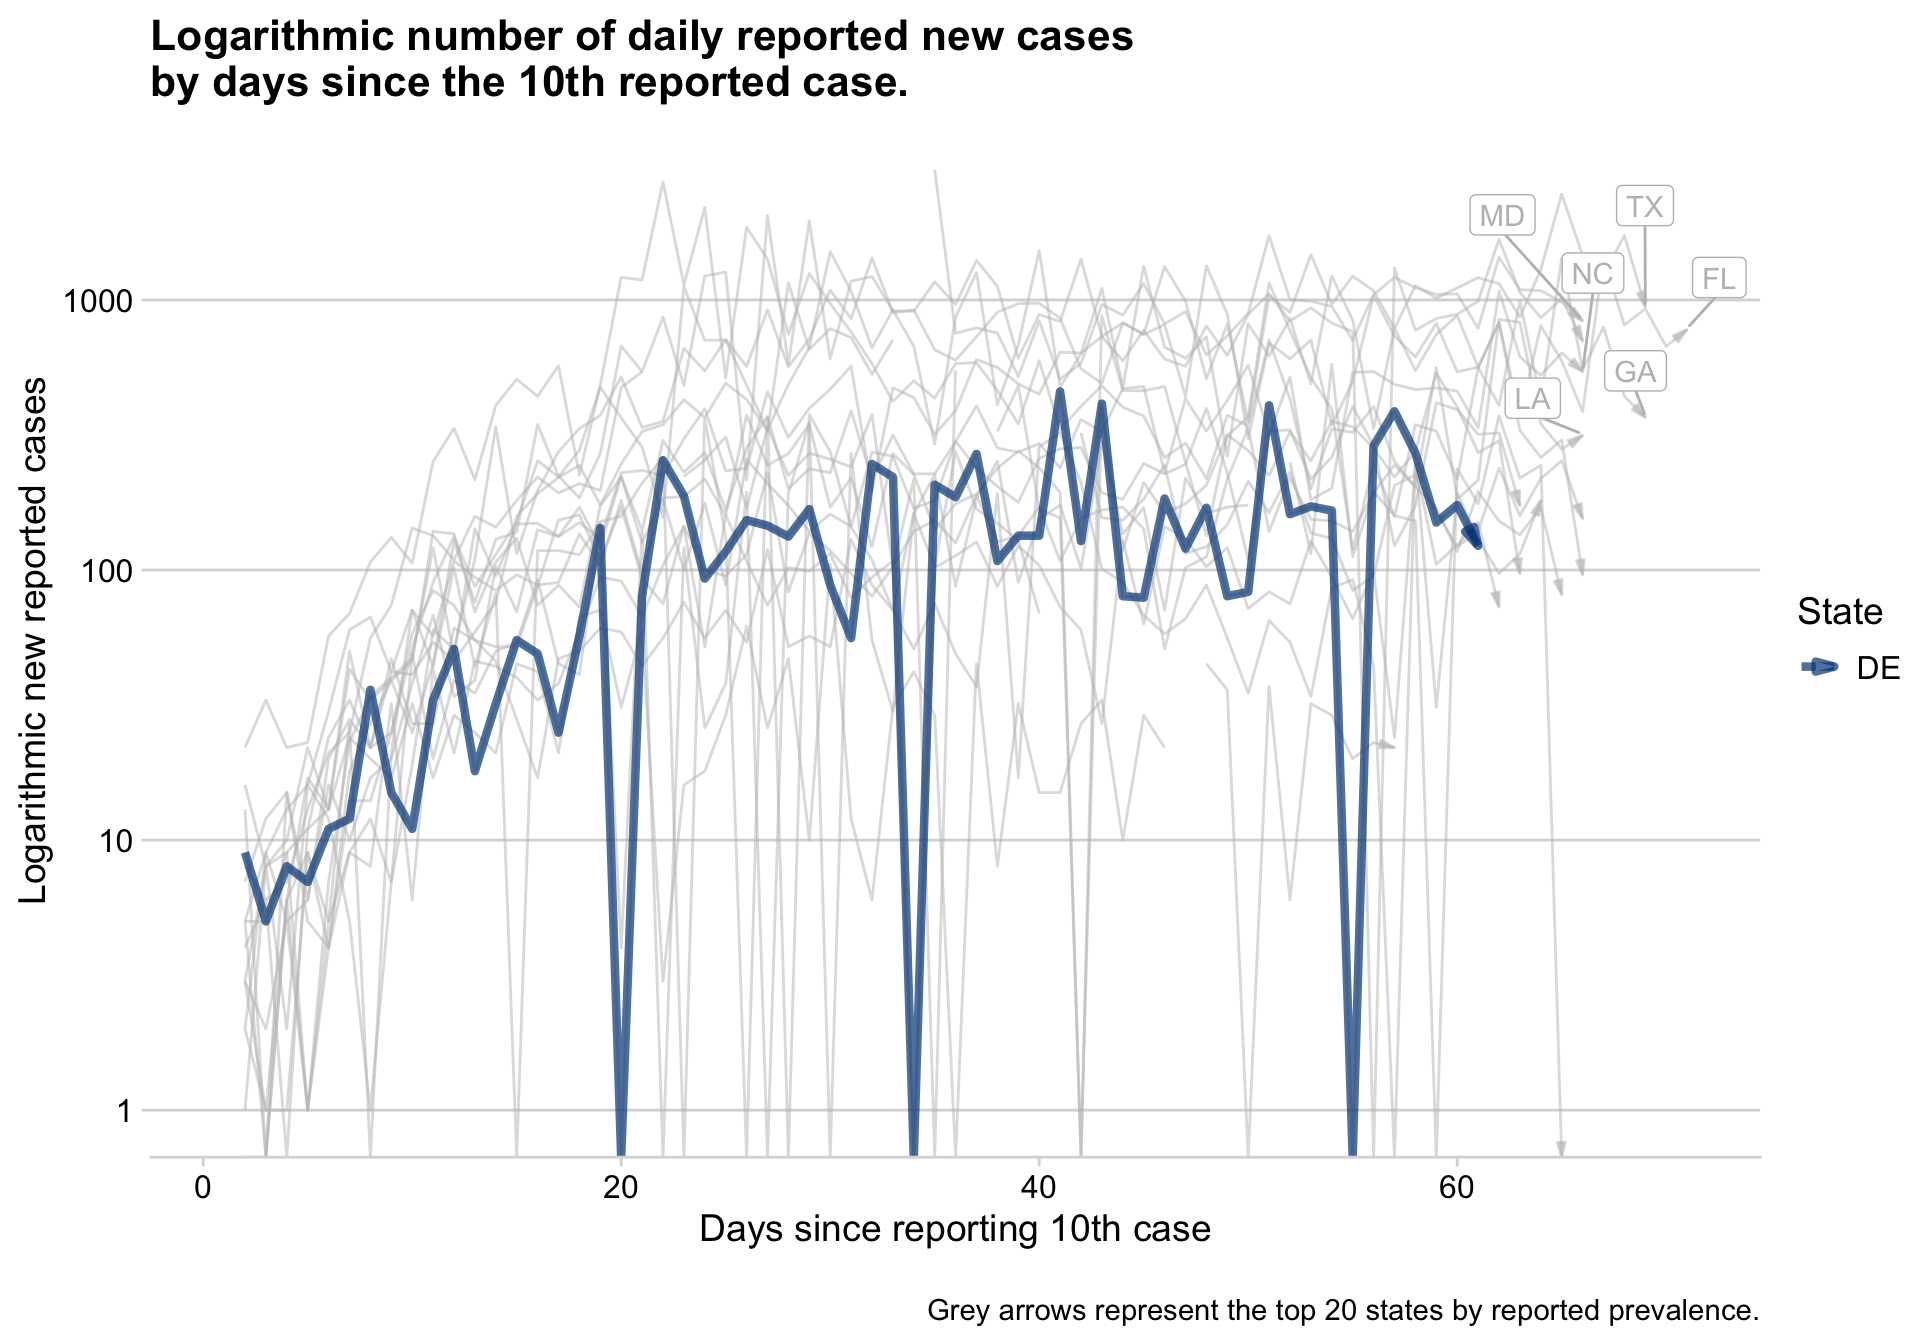 Logarithmic number of daily reported new cases
by days since the 10th reported case.
MD
TX
NC
FL
GA
LA
1000
100
10
1
Logarithmic new reported cases
0
20
40
60
Days since reporting 10th case
State
DE
Grey arrows represent the top 20 states by reported prevalence.